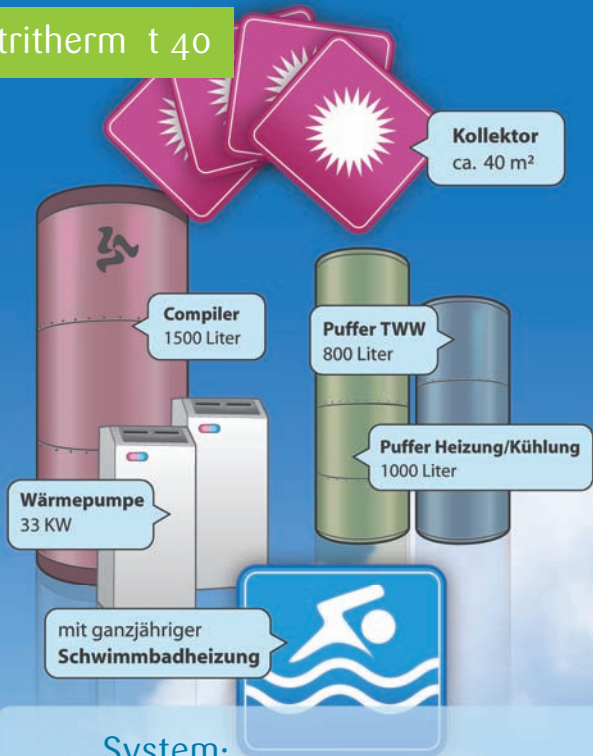 tritherm t 40
Kollektor
ca. 40 m²
Compiler
1500 Liter
Puffer TWW
800 Liter
Puffer Heizung/Kühlung
1000 Liter
Wärmepumpe
33 KW
mit ganzjähriger
Schwimmbadheizung
System: